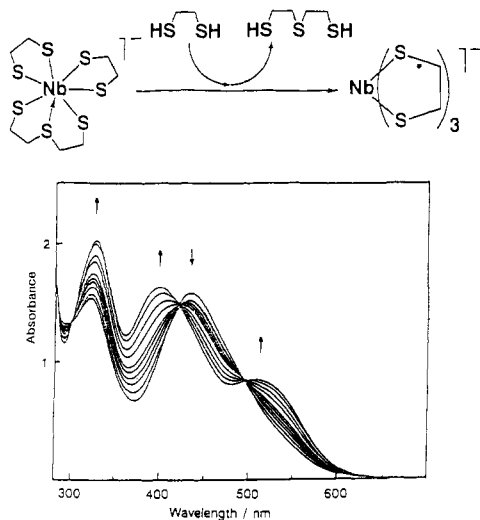 HS SH HS S SH
S S S S Nb S S S
Nb ( S S ) 3
2
1
Absorbance
300 400 500 600
Wavelength / nm